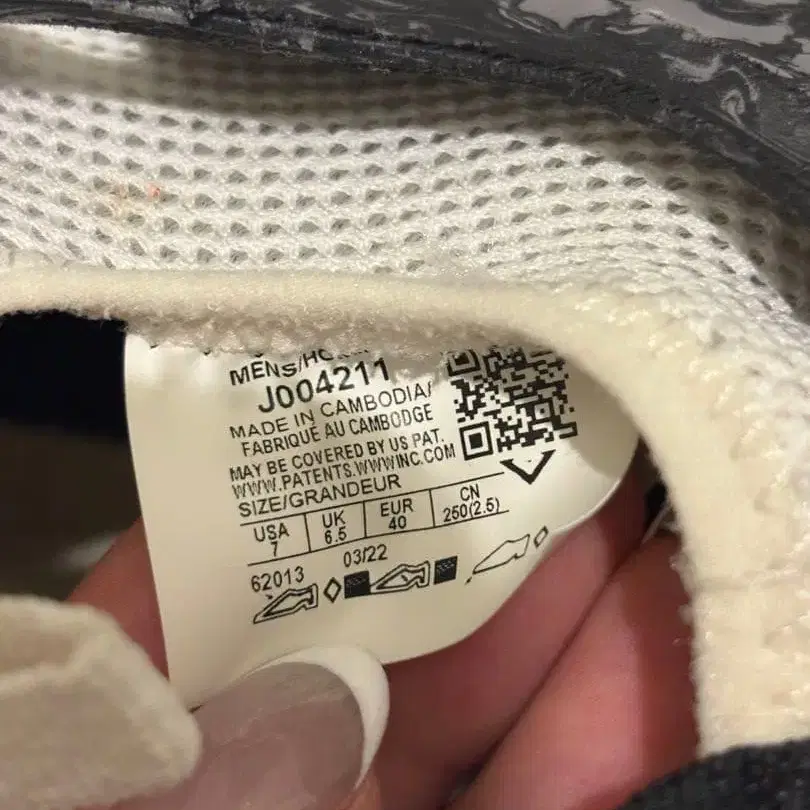 MENS/HO
J004211
MADE IN CAMBODIA/
FABRIQUÉ AU CAMBODGE
MAY BE COVERED BY US PAT.
WWW.PATENTS.WWWINC.COM
SIZE/GRANDEUR
USA UK EUR CN
7 6.5 40 250(2.5)
62013 03/22